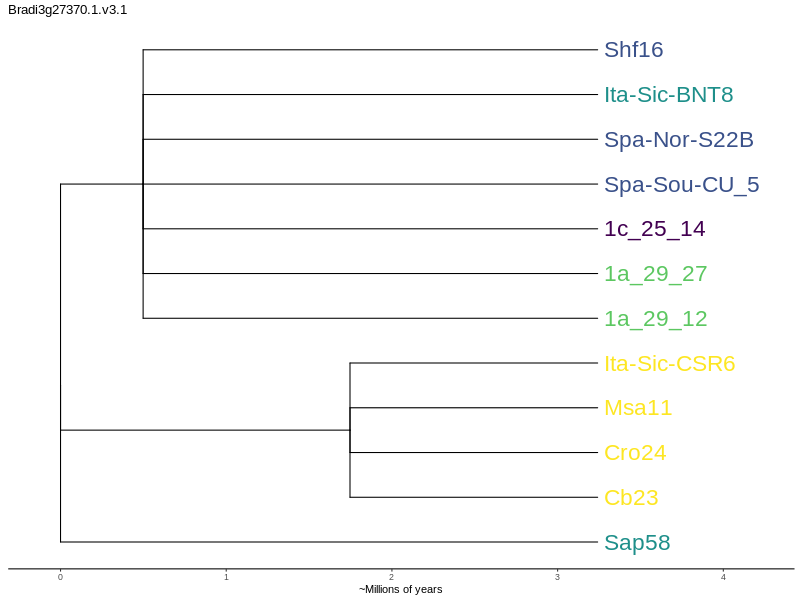 Bradi3g27370.1.v3.1
Shf16
Ita-Sic-BNT8
Spa-Nor-S22B
Spa-Sou-CU_5
1c_25_14
1a_29_27
1a_29_12
Ita-Sic-CSR6
Msa11
Cro24
Cb23
Sap58
0 1 2 3 4
~Millions of years